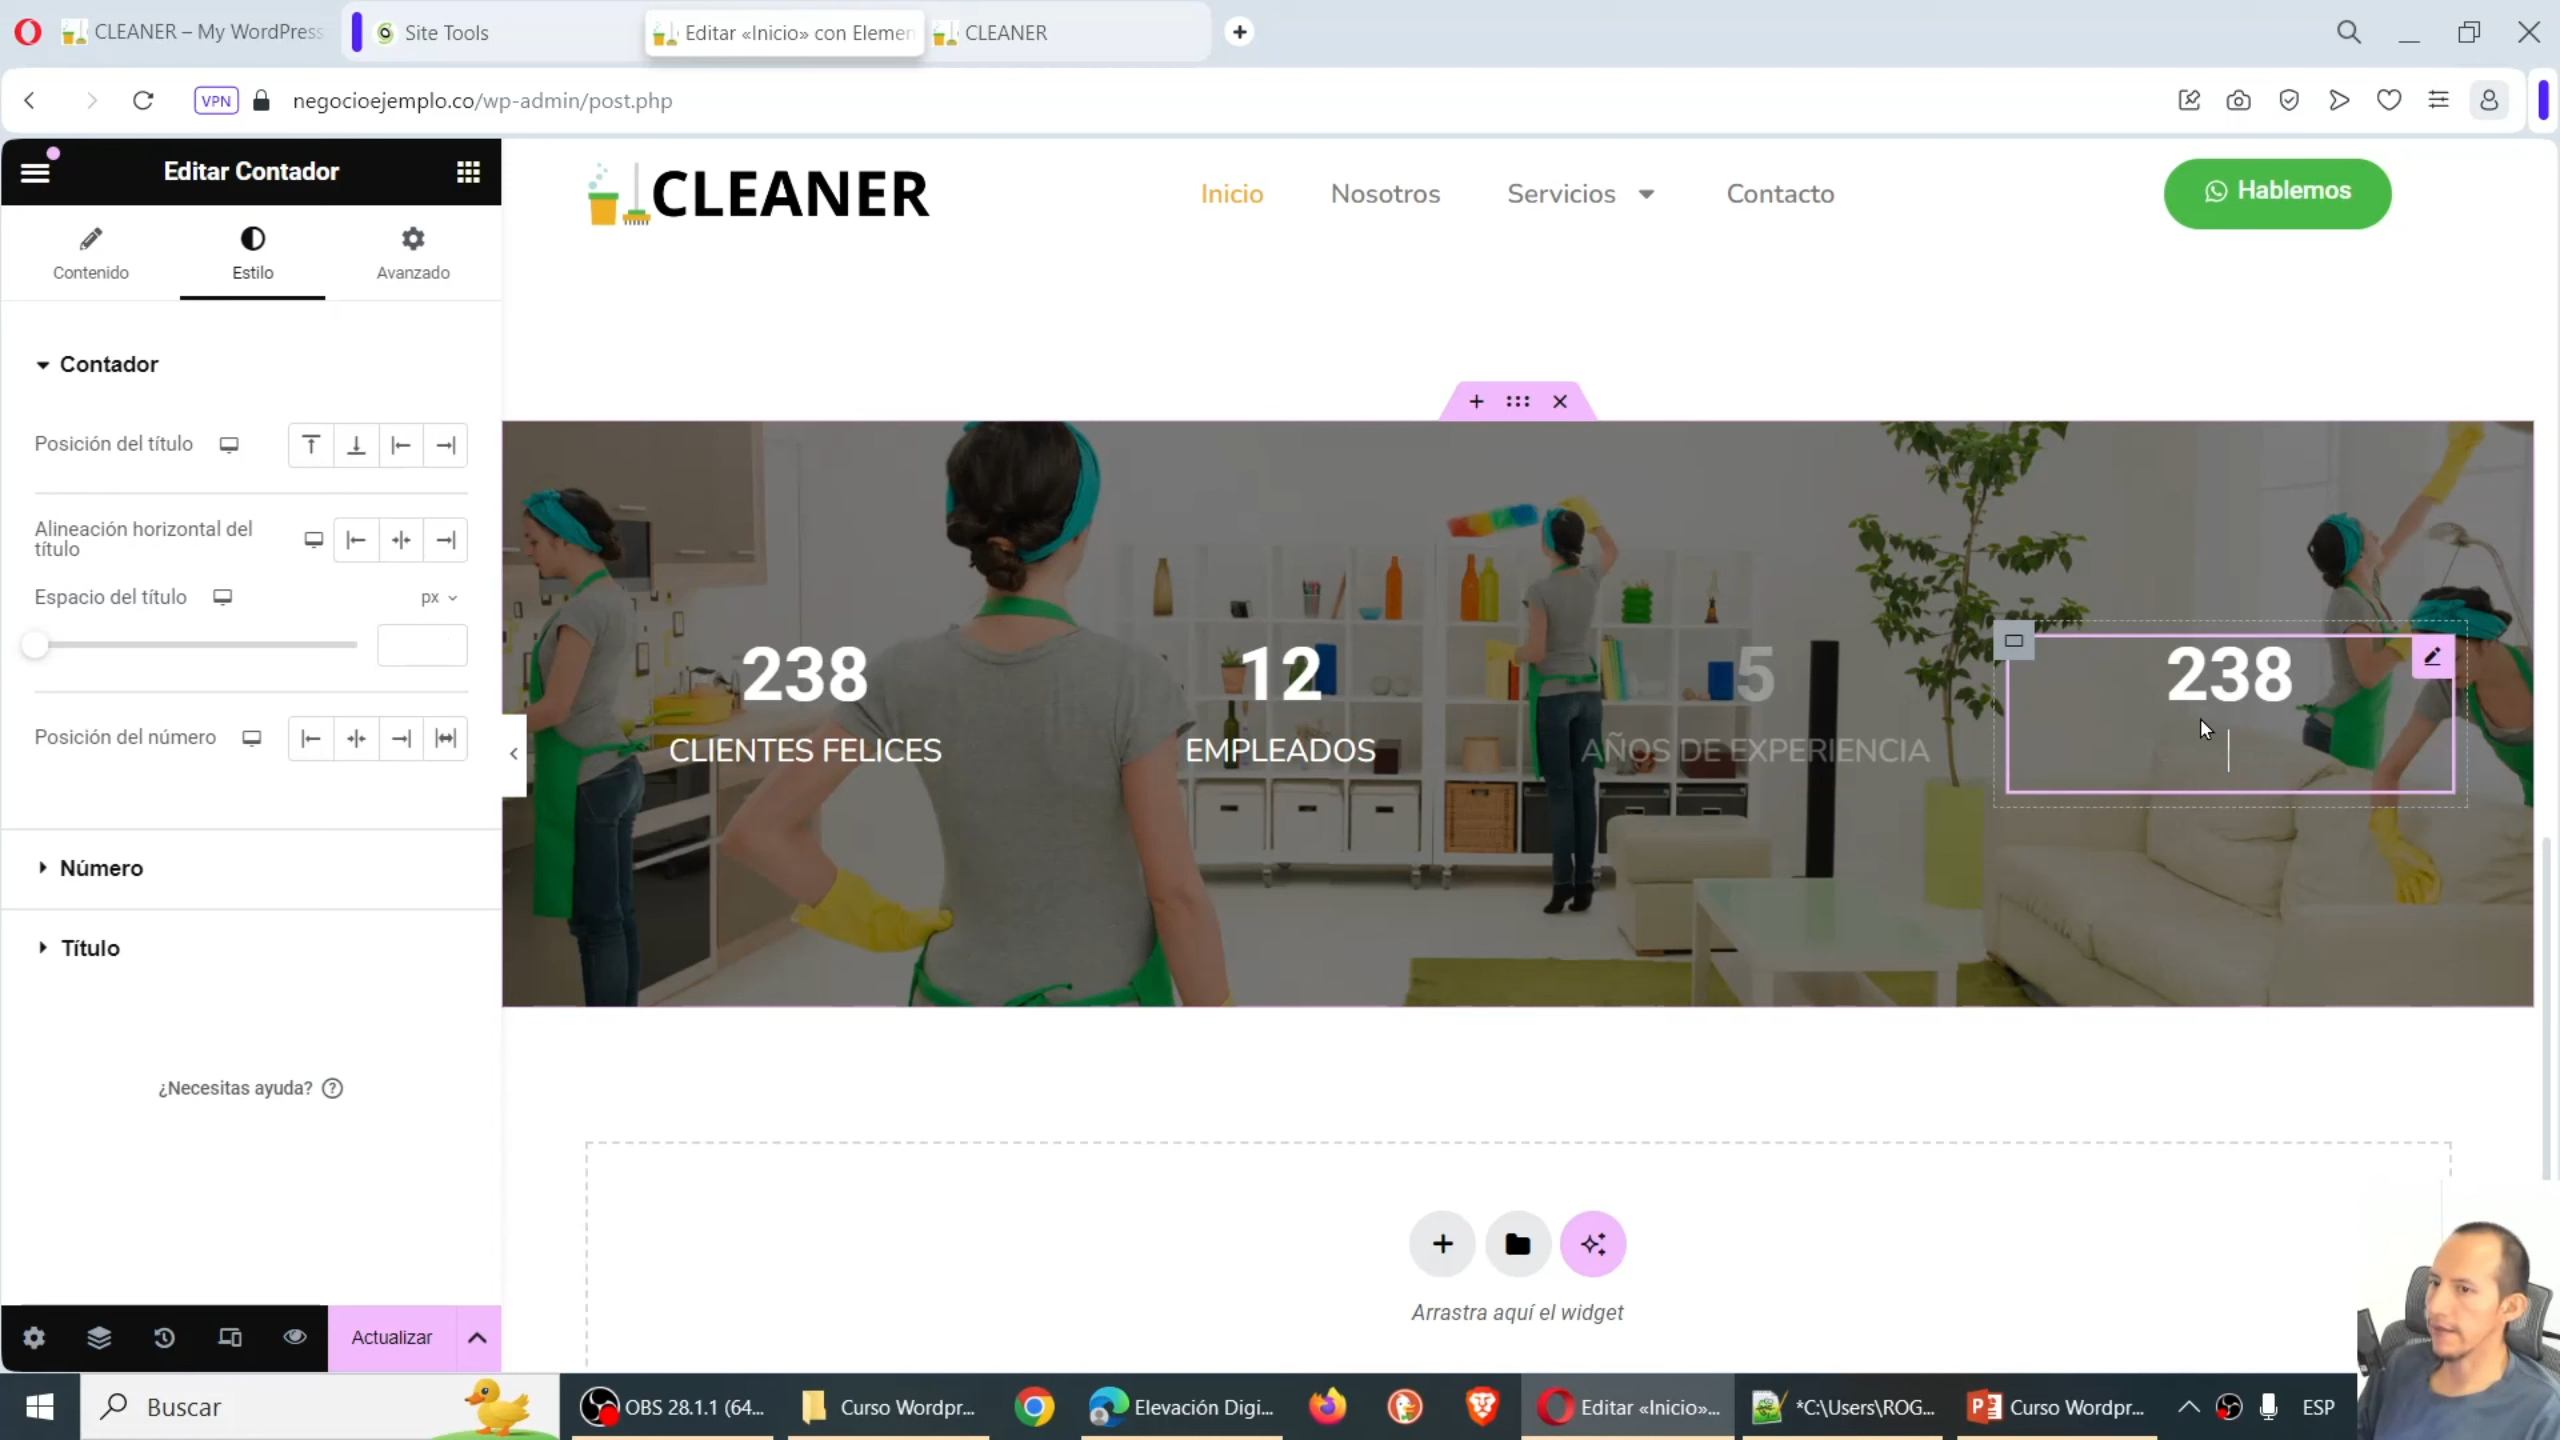 CLEANER – My WordPress
Site Tools
Editar «Inicio» con Elemen
CLEANER
VPN
negocioejemplo.co/wp-admin/post.php
Editar Contador
CLEANER
Inicio
Nosotros
Servicios
Contacto
Hablemos
Contenido
Estilo
Avanzado
Contador
Posición del título
Alineación horizontal del
título
Espacio del título
px
Posición del número
Número
Título
¿Necesitas ayuda?
238
CLIENTES FELICES
12
EMPLEADOS
5
AÑOS DE EXPERIENCIA
238
Arrastra aquí el widget
Actualizar
Buscar
OBS 28.1.1 (64...
Curso Wordpr...
Elevación Digi...
Editar «Inicio»...
*C:\Users\ROG...
Curso Wordpr...
ESP